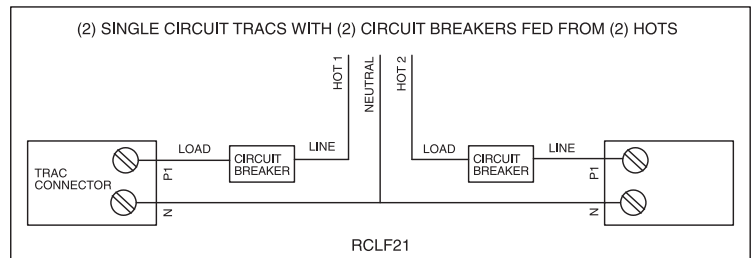 (2) SINGLE CIRCUIT TRACS WITH (2) CIRCUIT BREAKERS FED FROM (2) HOTS
HOT 1
NEUTRAL
HOT 2
LOAD
CIRCUIT
BREAKER
LINE
LOAD
CIRCUIT
BREAKER
LINE
TRAC
CONNECTOR
P1
N
P1
N
RCLF21